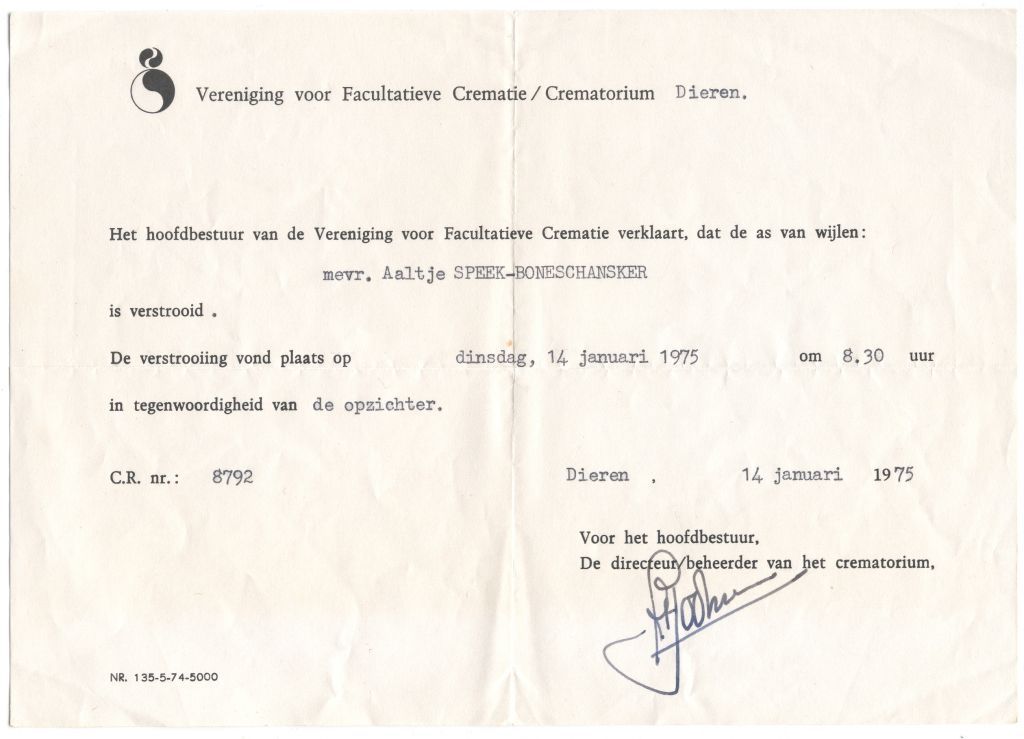 Vereniging voor Facultatieve Crematie / Crematorium Dieren.
Het hoofdbestuur van de Vereniging voor Facultatieve Crematie verklaart, dat de as van wijlen:
mevr. Aaltje SPEEK-BONESCHANSKER
is verstrooid .
De verstrooiing vond plaats op dinsdag, 14 januari 1975 om 8.30 uur
in tegenwoordigheid van de opzichter.
C.R. nr.: 8792 Dieren , 14 januari 1975
Voor het hoofdbestuur,
De directeur/beheerder van het crematorium,
NR. 135-5-74-5000